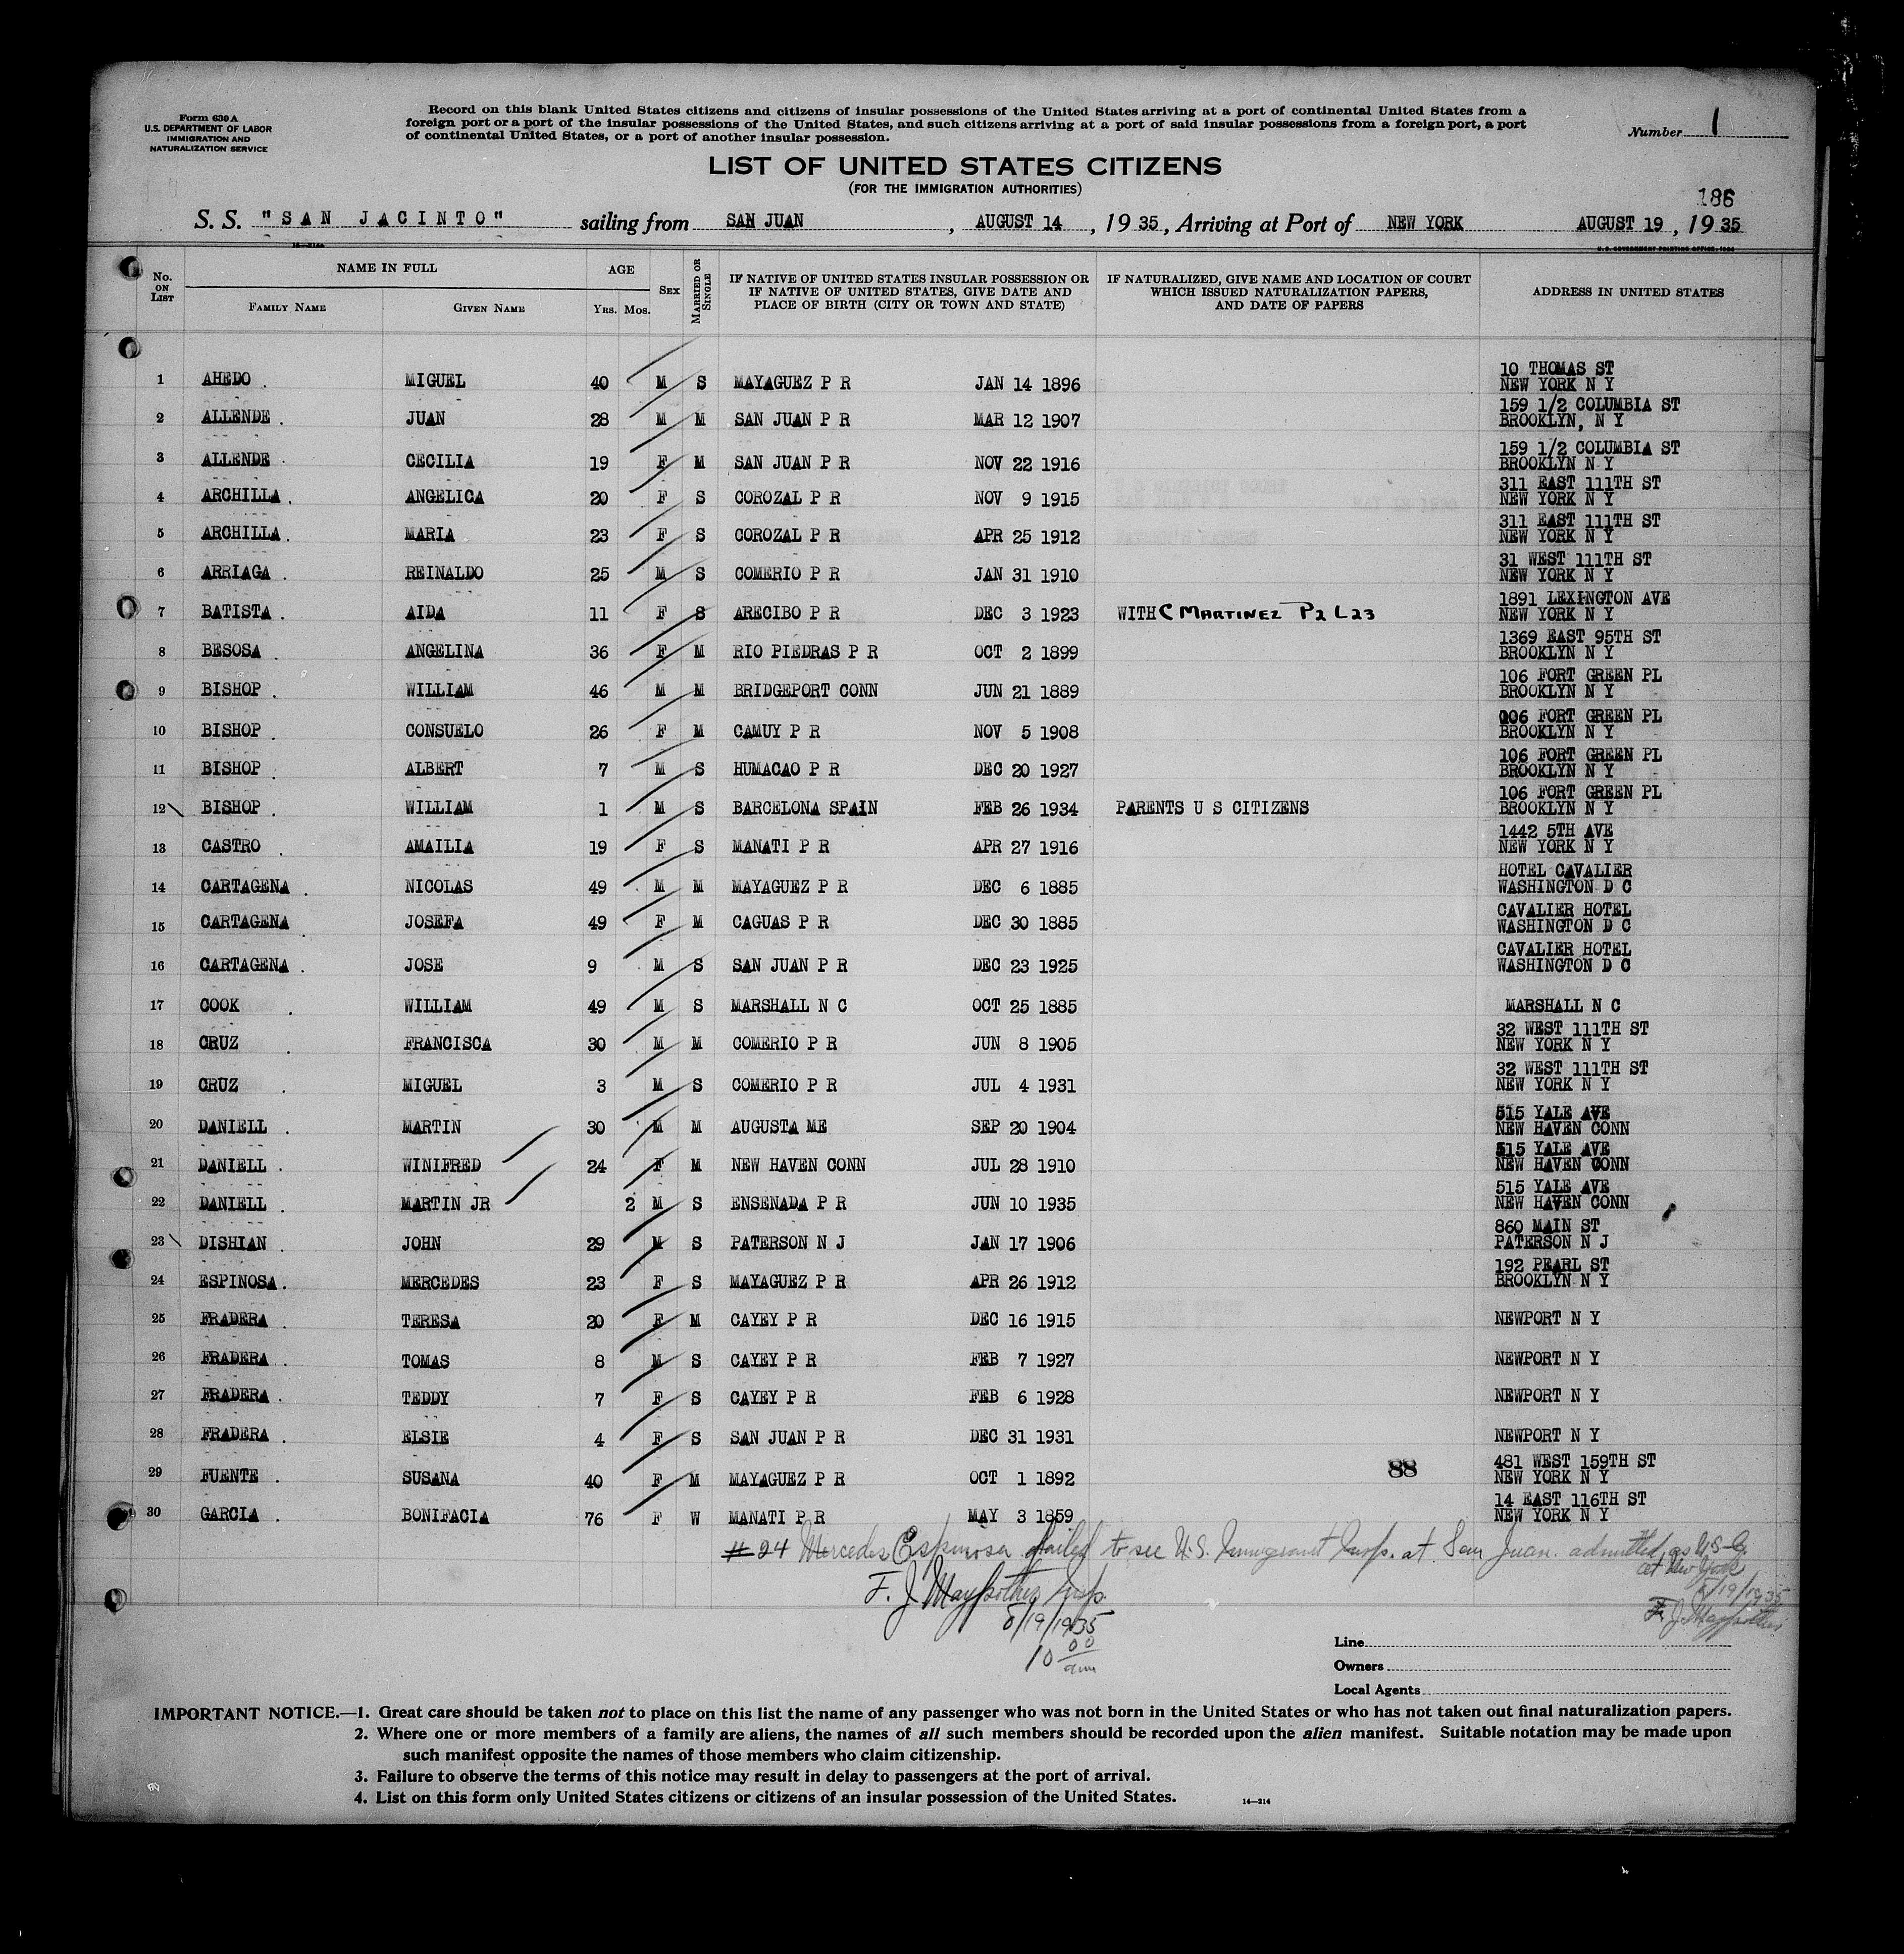 Form 630 A
U.S. DEPARTMENT OF LABOR
IMMIGRATION AND
NATURALIZATION SERVICE
Record on this blank United States citizens and citizens of insular possessions of the United States arriving at a port of continental United States from a
foreign port or a port of the insular possessions of the United States, and such citizens arriving at a port of said insular possessions from a foreign port, a port
of continental United States, or a port of another insular possession.
Number 1
LIST OF UNITED STATES CITIZENS
(FOR THE IMMIGRATION AUTHORITIES)
186
S. S. "SAN JACINTO" sailing from SAN JUAN, AUGUST 14, 1935, Arriving at Port of NEW YORK AUGUST 19, 1935
U. S. GOVERNMENT PRINTING OFFICE: 1934
No. ON LIST
NAME IN FULL
FAMILY NAME
GIVEN NAME
AGE
YRS. MOS.
SEX
MARRIED OR SINGLE
IF NATIVE OF UNITED STATES INSULAR POSSESSION OR
IF NATIVE OF UNITED STATES, GIVE DATE AND
PLACE OF BIRTH (CITY OR TOWN AND STATE)
IF NATURALIZED, GIVE NAME AND LOCATION OF COURT
WHICH ISSUED NATURALIZATION PAPERS,
AND DATE OF PAPERS
ADDRESS IN UNITED STATES
1 AHEDO . MIGUEL 40 M S MAYAGUEZ P R JAN 14 1896 10 THOMAS ST NEW YORK N Y
2 ALLENDE . JUAN 28 M M SAN JUAN P R MAR 12 1907 159 1/2 COLUMBIA ST BROOKLYN, N Y
3 ALLENDE . CECILIA 19 F M SAN JUAN P R NOV 22 1916 159 1/2 COLUMBIA ST BROOKLYN N Y
4 ARCHILLA . ANGELICA 20 F S COROZAL P R NOV 9 1915 311 EAST 111TH ST NEW YORK N Y
5 ARCHILLA . MARIA 23 F S COROZAL P R APR 25 1912 311 EAST 111TH ST NEW YORK N Y
6 ARRIAGA . REINALDO 25 M S COMERIO P R JAN 31 1910 31 WEST 111TH ST NEW YORK N Y
7 BATISTA . AIDA 11 F S ARECIBO P R DEC 3 1923 WITH C MARTINEZ P2 L23 1891 LEXINGTON AVE NEW YORK N Y
8 BESOSA . ANGELINA 36 F M RIO PIEDRAS P R OCT 2 1899 1369 EAST 95TH ST BROOKLYN N Y
9 BISHOP . WILLIAM 46 M M BRIDGEPORT CONN JUN 21 1889 106 FORT GREEN PL BROOKLYN N Y
10 BISHOP . CONSUELO 26 F M CAMUY P R NOV 5 1908 106 FORT GREEN PL BROOKLYN N Y
11 BISHOP . ALBERT 7 M S HUMACAO P R DEC 20 1927 106 FORT GREEN PL BROOKLYN N Y
12 BISHOP . WILLIAM 1 M S BARCELONA SPAIN FEB 26 1934 PARENTS U S CITIZENS 106 FORT GREEN PL BROOKLYN N Y
13 CASTRO . AMAILIA 19 F S MANATI P R APR 27 1916 1442 5TH AVE NEW YORK N Y
14 CARTAGENA . NICOLAS 49 M M MAYAGUEZ P R DEC 6 1885 HOTEL CAVALIER WASHINGTON D C
15 CARTAGENA JOSEFA 49 F M CAGUAS P R DEC 30 1885 CAVALIER HOTEL WASHINGTON D C
16 CARTAGENA . JOSE 9 M S SAN JUAN P R DEC 23 1925 CAVALIER HOTEL WASHINGTON D C
17 COOK . WILLIAM 49 M S MARSHALL N C OCT 25 1885 MARSHALL N C
18 CRUZ . FRANCISCA 30 M M COMERIO P R JUN 8 1905 32 WEST 111TH ST NEW YORK N Y
19 CRUZ . MIGUEL 3 M S COMERIO P R JUL 4 1931 32 WEST 111TH ST NEW YORK N Y
20 DANIELL . MARTIN 30 M M AUGUSTA ME SEP 20 1904 515 YALE AVE NEW HAVEN CONN
21 DANIELL . WINIFRED 24 F M NEW HAVEN CONN JUL 28 1910 515 YALE AVE NEW HAVEN CONN
22 DANIELL . MARTIN JR 2 M S ENSENADA P R JUN 10 1935 515 YALE AVE NEW HAVEN CONN
23 DISHIAN . JOHN 29 M S PATERSON N J JAN 17 1906 860 MAIN ST PATERSON N J
24 ESPINOSA . MERCEDES 23 F S MAYAGUEZ P R APR 26 1912 192 PEARL ST BROOKLYN N Y
25 FRADERA . TERESA 20 F M CAYEY P R DEC 16 1915 NEWPORT N Y
26 FRADERA . TOMAS 8 M S CAYEY P R FEB 7 1927 NEWPORT N Y
27 FRADERA . TEDDY 7 F S CAYEY P R FEB 6 1928 NEWPORT N Y
28 FRADERA . ELSIE 4 F S SAN JUAN P R DEC 31 1931 NEWPORT N Y
29 FUENTE . SUSANA 40 F M MAYAGUEZ P R OCT 1 1892 88 481 WEST 159TH ST NEW YORK N Y
30 GARCIA . BONIFACIA 76 F W MANATI P R MAY 3 1859 14 EAST 116TH ST NEW YORK N Y
# 24 Mercedes Espinosa failed to see U.S. Immigrant Insp. at San Juan. admitted as U-S-C.
at New York
8/19/1935
F. J. Maypother
F. J. Maypother Insp.
8/19/1935
10 00 am
Line
Owners
Local Agents
IMPORTANT NOTICE.—1. Great care should be taken not to place on this list the name of any passenger who was not born in the United States or who has not taken out final naturalization papers.
2. Where one or more members of a family are aliens, the names of all such members should be recorded upon the alien manifest. Suitable notation may be made upon
such manifest opposite the names of those members who claim citizenship.
3. Failure to observe the terms of this notice may result in delay to passengers at the port of arrival.
4. List on this form only United States citizens or citizens of an insular possession of the United States.
14—214